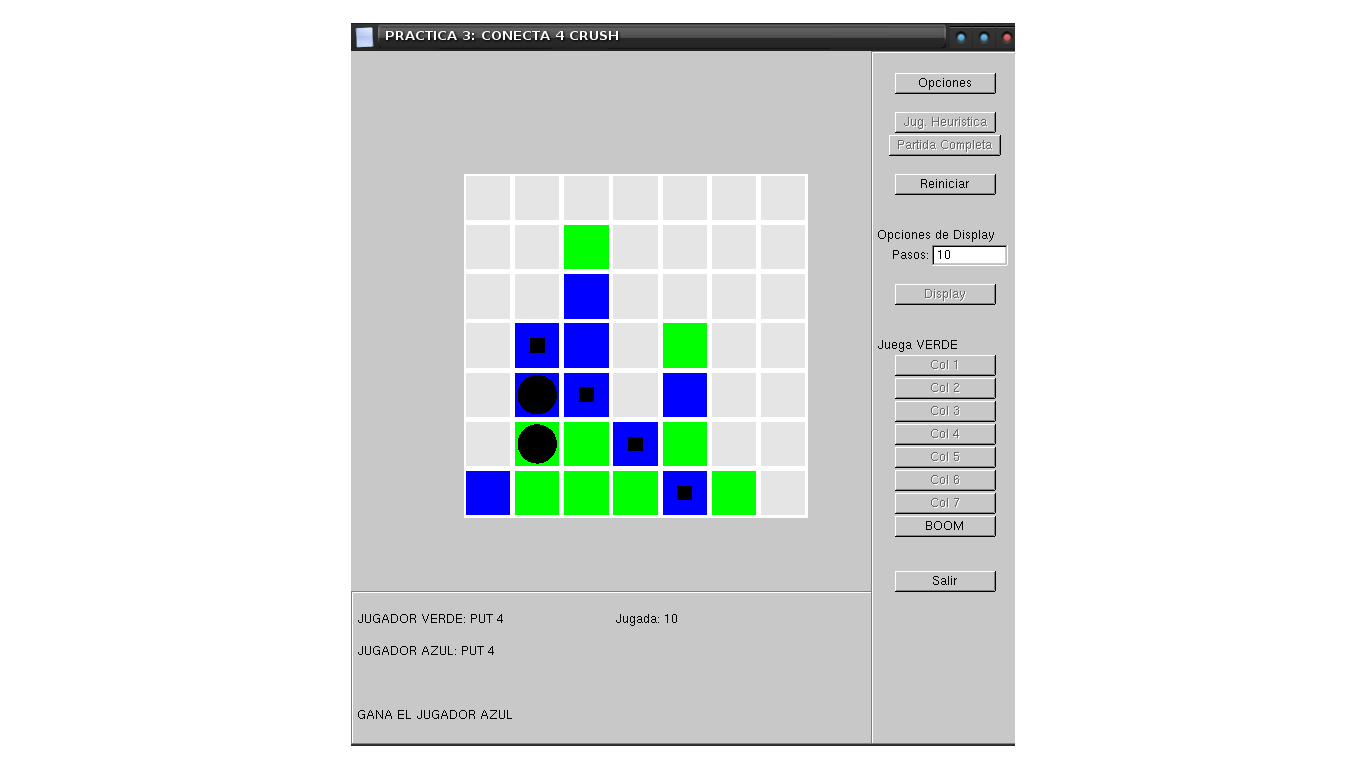 PRACTICA 3: CONECTA 4 CRUSH
Opciones
Jug. Heuristica
Partida Completa
Reiniciar
Opciones de Display
Pasos: 10
Display
Juega VERDE
Col 1
Col 2
Col 3
Col 4
Col 5
Col 6
Col 7
BOOM
Salir
JUGADOR VERDE: PUT 4 Jugada: 10
JUGADOR AZUL: PUT 4
GANA EL JUGADOR AZUL